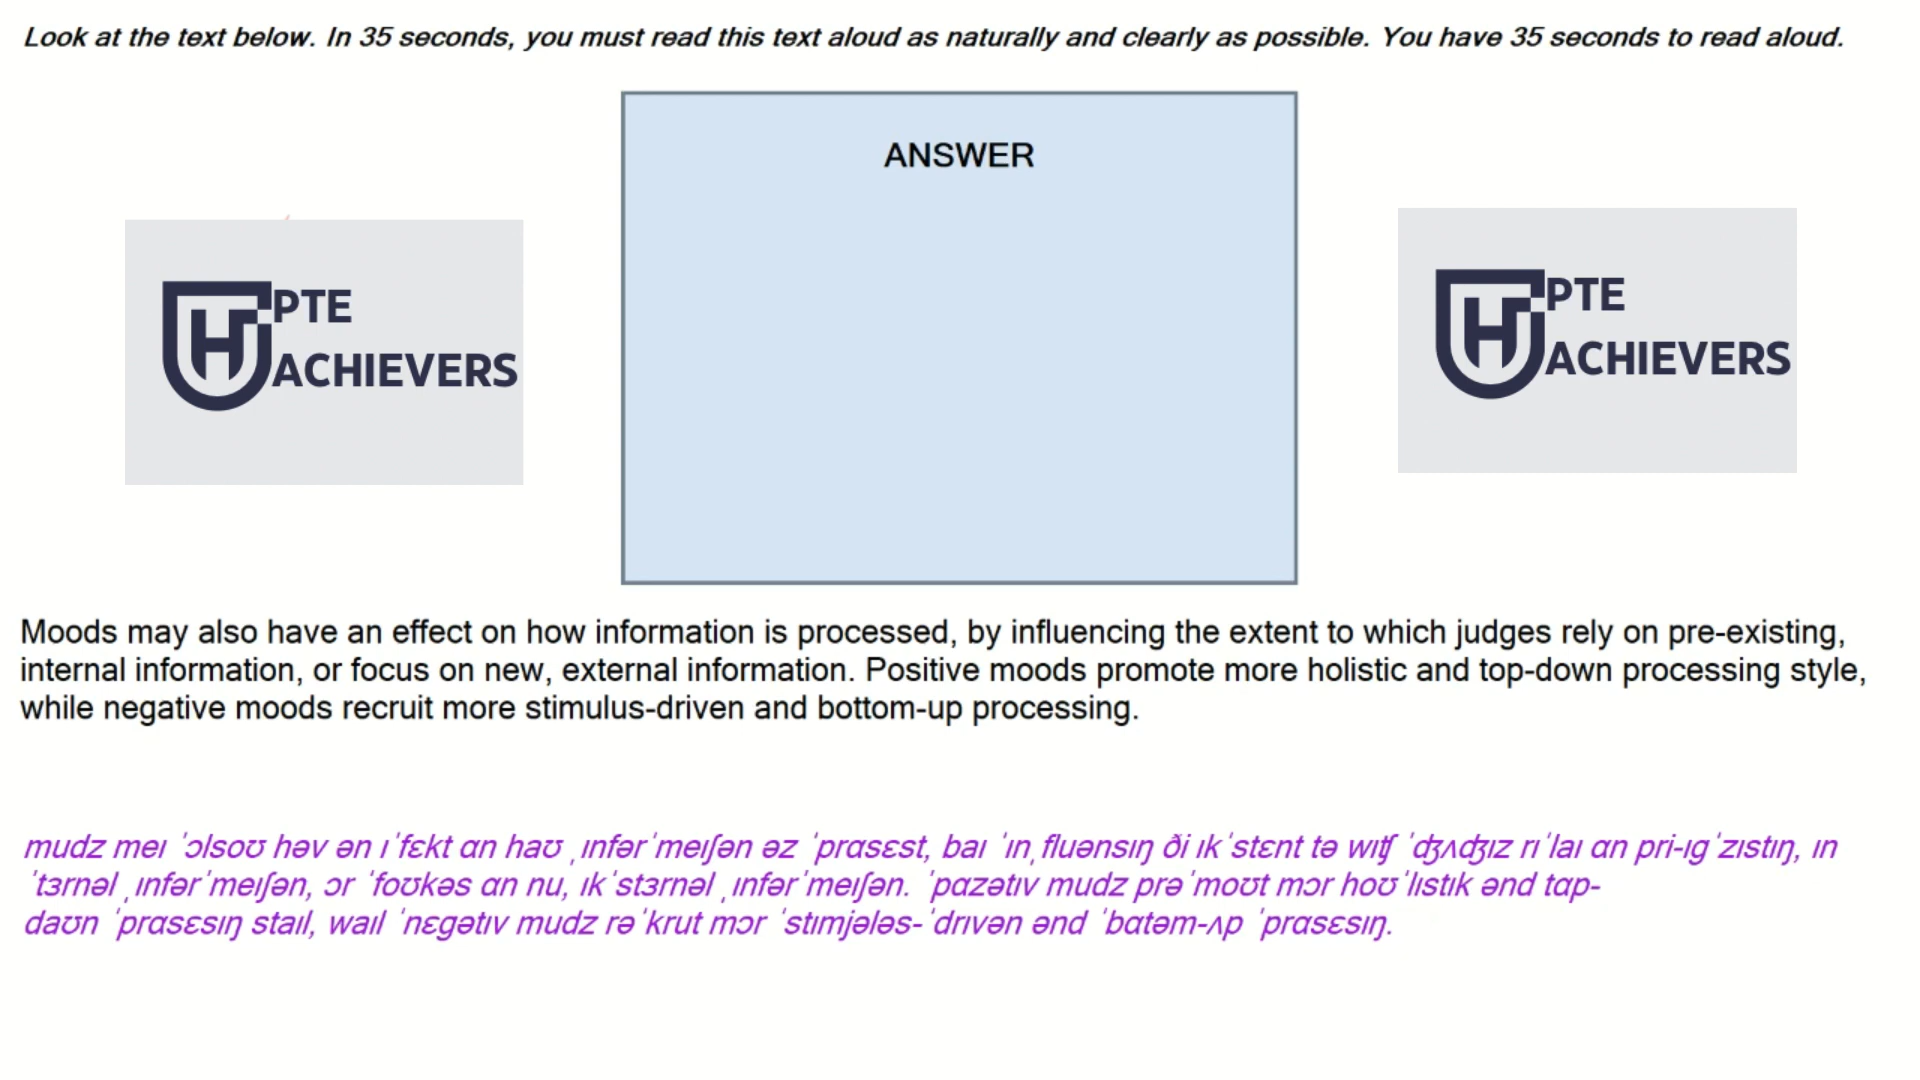 Look at the text below. In 35 seconds, you must read this text aloud as naturally and clearly as possible. You have 35 seconds to read aloud.
ANSWER
PTE
ACHIEVERS
PTE
ACHIEVERS
Moods may also have an effect on how information is processed, by influencing the extent to which judges rely on pre-existing,
internal information, or focus on new, external information. Positive moods promote more holistic and top-down processing style,
while negative moods recruit more stimulus-driven and bottom-up processing.
mudz meɪ ˈɔlsoʊ həv ən ɪˈfɛkt ɑn haʊ ˌɪnfərˈmeɪʃən əz ˈprɑsɛst, baɪ ˈɪnˌfluənsɪŋ ði ɪkˈstɛnt tə wɪʧ ˈʤʌʤɪz rɪˈlaɪ ɑn pri-ɪgˈzɪstɪŋ, ɪn
ˈtɜrnəl ˌɪnfərˈmeɪʃən, ɔr ˈfoʊkəs ɑn nu, ɪkˈstɜrnəl ˌɪnfərˈmeɪʃən. ˈpɑzətɪv mudz prəˈmoʊt mɔr hoʊˈlɪstɪk ənd tɑp-
daʊn ˈprɑsɛsɪŋ staɪl, waɪl ˈnɛgətɪv mudz rəˈkrut mɔr ˈstɪmjələs-ˈdrɪvən ənd ˈbɑtəm-ʌp ˈprɑsɛsɪŋ.